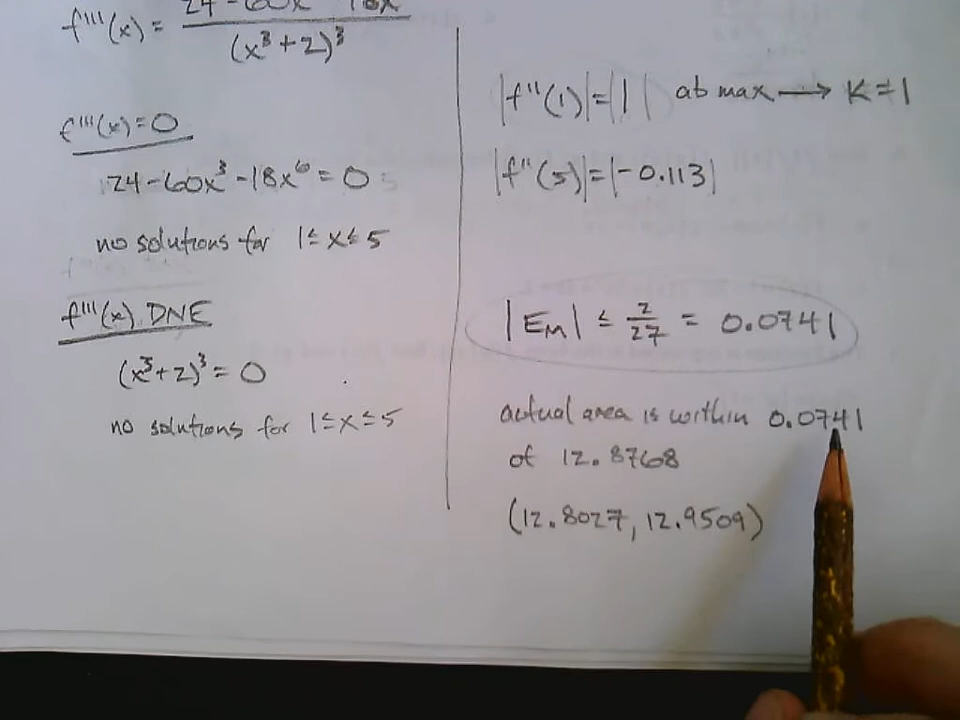 f'''(x) = 24 - 60x³ - 18x⁶ / (x³+2)³
f'''(x)=0
24-60x³-18x⁶ = 0
no solutions for 1≤x≤5
f'''(x) DNE
(x³+2)³ = 0
no solutions for 1≤x≤5
|f''(1)|=|1| ab max → K=1
|f''(5)|=|-0.113|
|E_M| ≤ 2/27 = 0.0741
actual area is within 0.0741
of 12.8768
(12.8027, 12.9509)